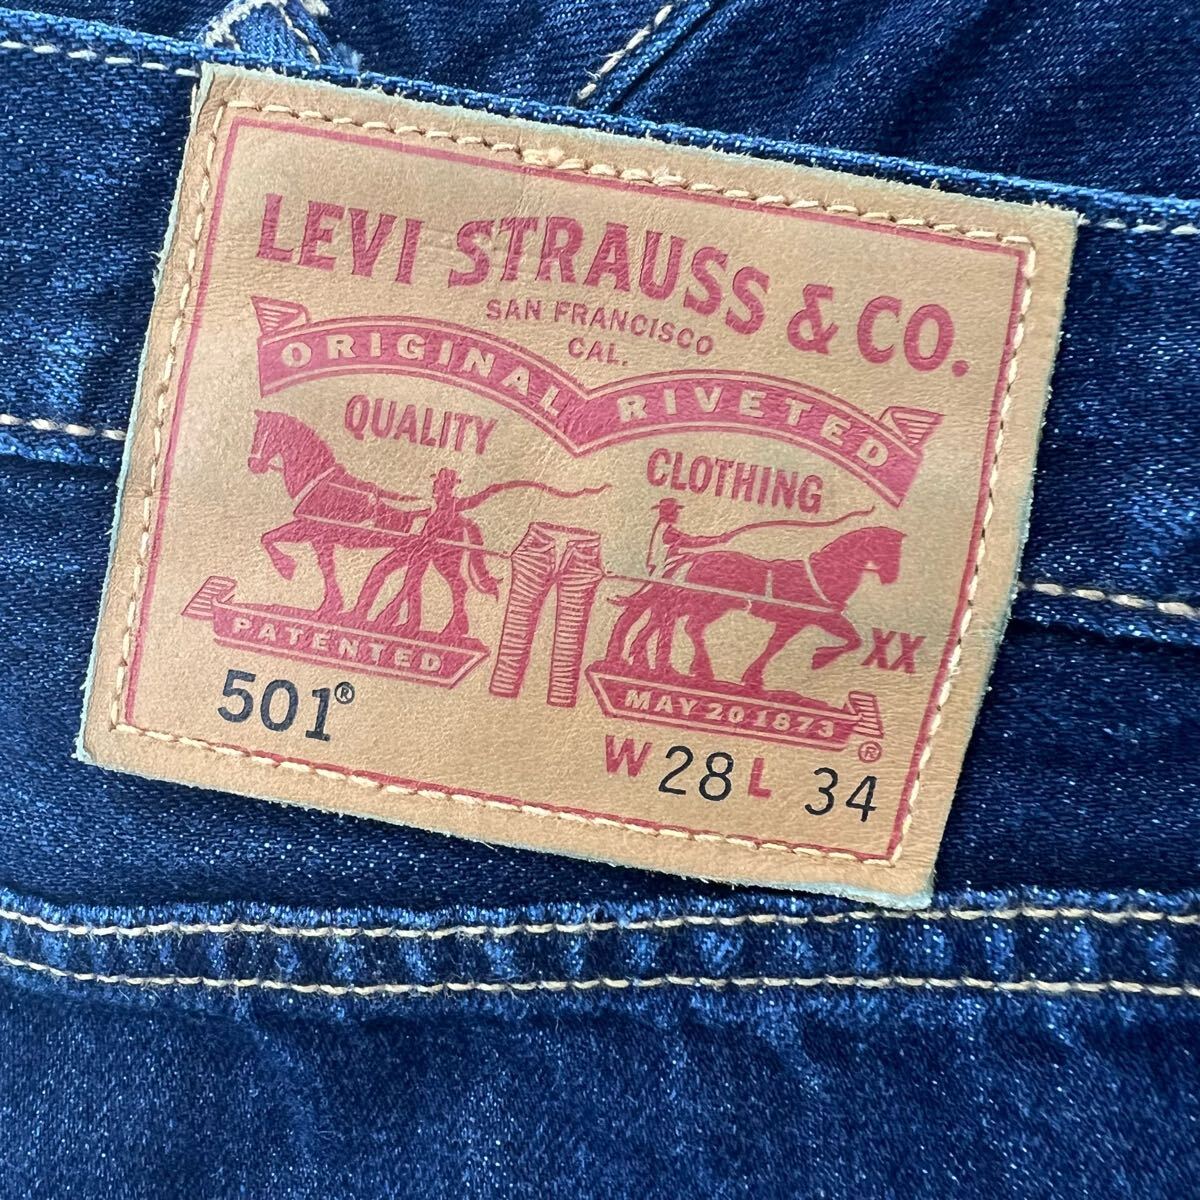 LEVI STRAUSS & CO.
SAN FRANCISCO
CAL.
ORIGINAL RIVETED
QUALITY CLOTHING
XX
PATENTED MAY 20 1873 ®
501®
W 28 L 34